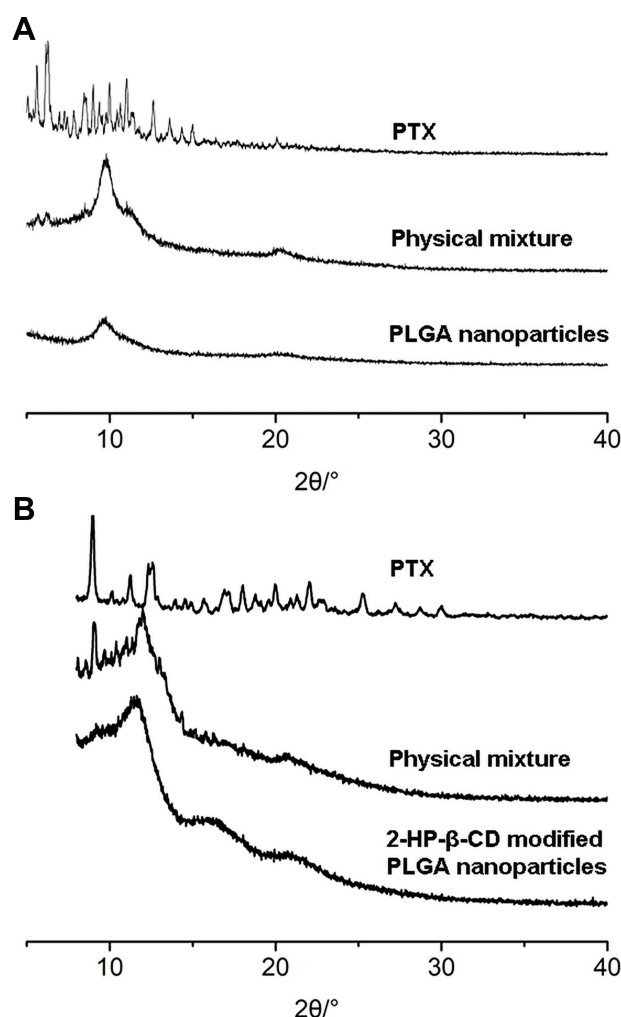 A
PTX
Physical mixture
PLGA nanoparticles
10 20 30 40
2θ/°
B
PTX
Physical mixture
2-HP-β-CD modified
PLGA nanoparticles
10 20 30 40
2θ/°